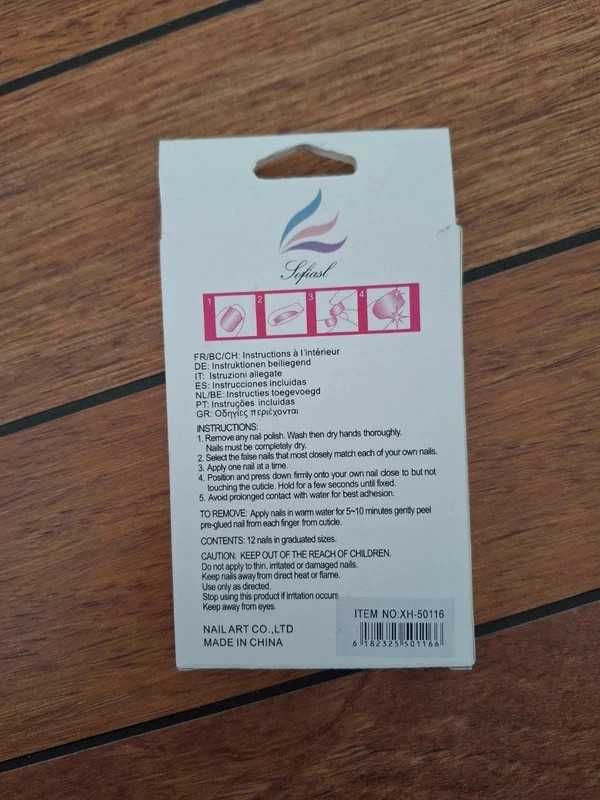 Sofiasl
1 2 3 4
FR/BC/CH: Instructions à l'intérieur
DE: Instruktionen beiliegend
IT: Istruzioni allegate
ES: Instrucciones incluidas
NL/BE: Instructies toegevoegd
PT: Instruções incluidas
GR: Οδηγίες περιέχονται
INSTRUCTIONS:
1. Remove any nail polish. Wash then dry hands thoroughly.
Nails must be completely dry.
2. Select the false nails that most closely match each of your own nails.
3. Apply one nail at a time.
4. Position and press down firmly onto your own nail close to but not
touching the cuticle. Hold for a few seconds until fixed.
5. Avoid prolonged contact with water for best adhesion.
TO REMOVE: Apply nails in warm water for 5~10 minutes gently peel
pre-glued nail from each finger from cuticle.
CONTENTS: 12 nails in graduated sizes.
CAUTION: KEEP OUT OF THE REACH OF CHILDREN.
Do not apply to thin, irritated or damaged nails.
Keep nails away from direct heat or flame.
Use only as directed.
Stop using this product if irritation occurs
Keep away from eyes.
NAIL ART CO.,LTD
MADE IN CHINA
ITEM NO:XH-50116
6 182325 501166